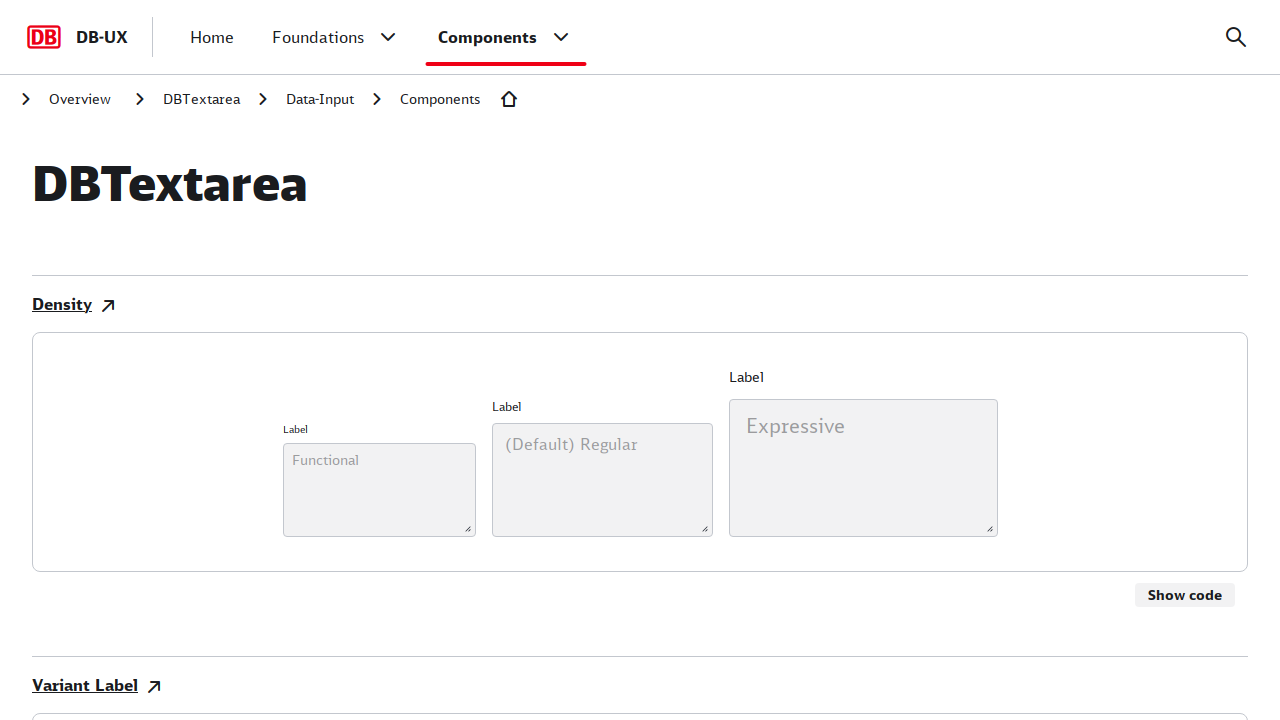 DB DB-UX Home Foundations Components
Overview DBTextarea Data-Input Components
DBTextarea
Density
Label
Functional
Label
(Default) Regular
Label
Expressive
Show code
Variant Label